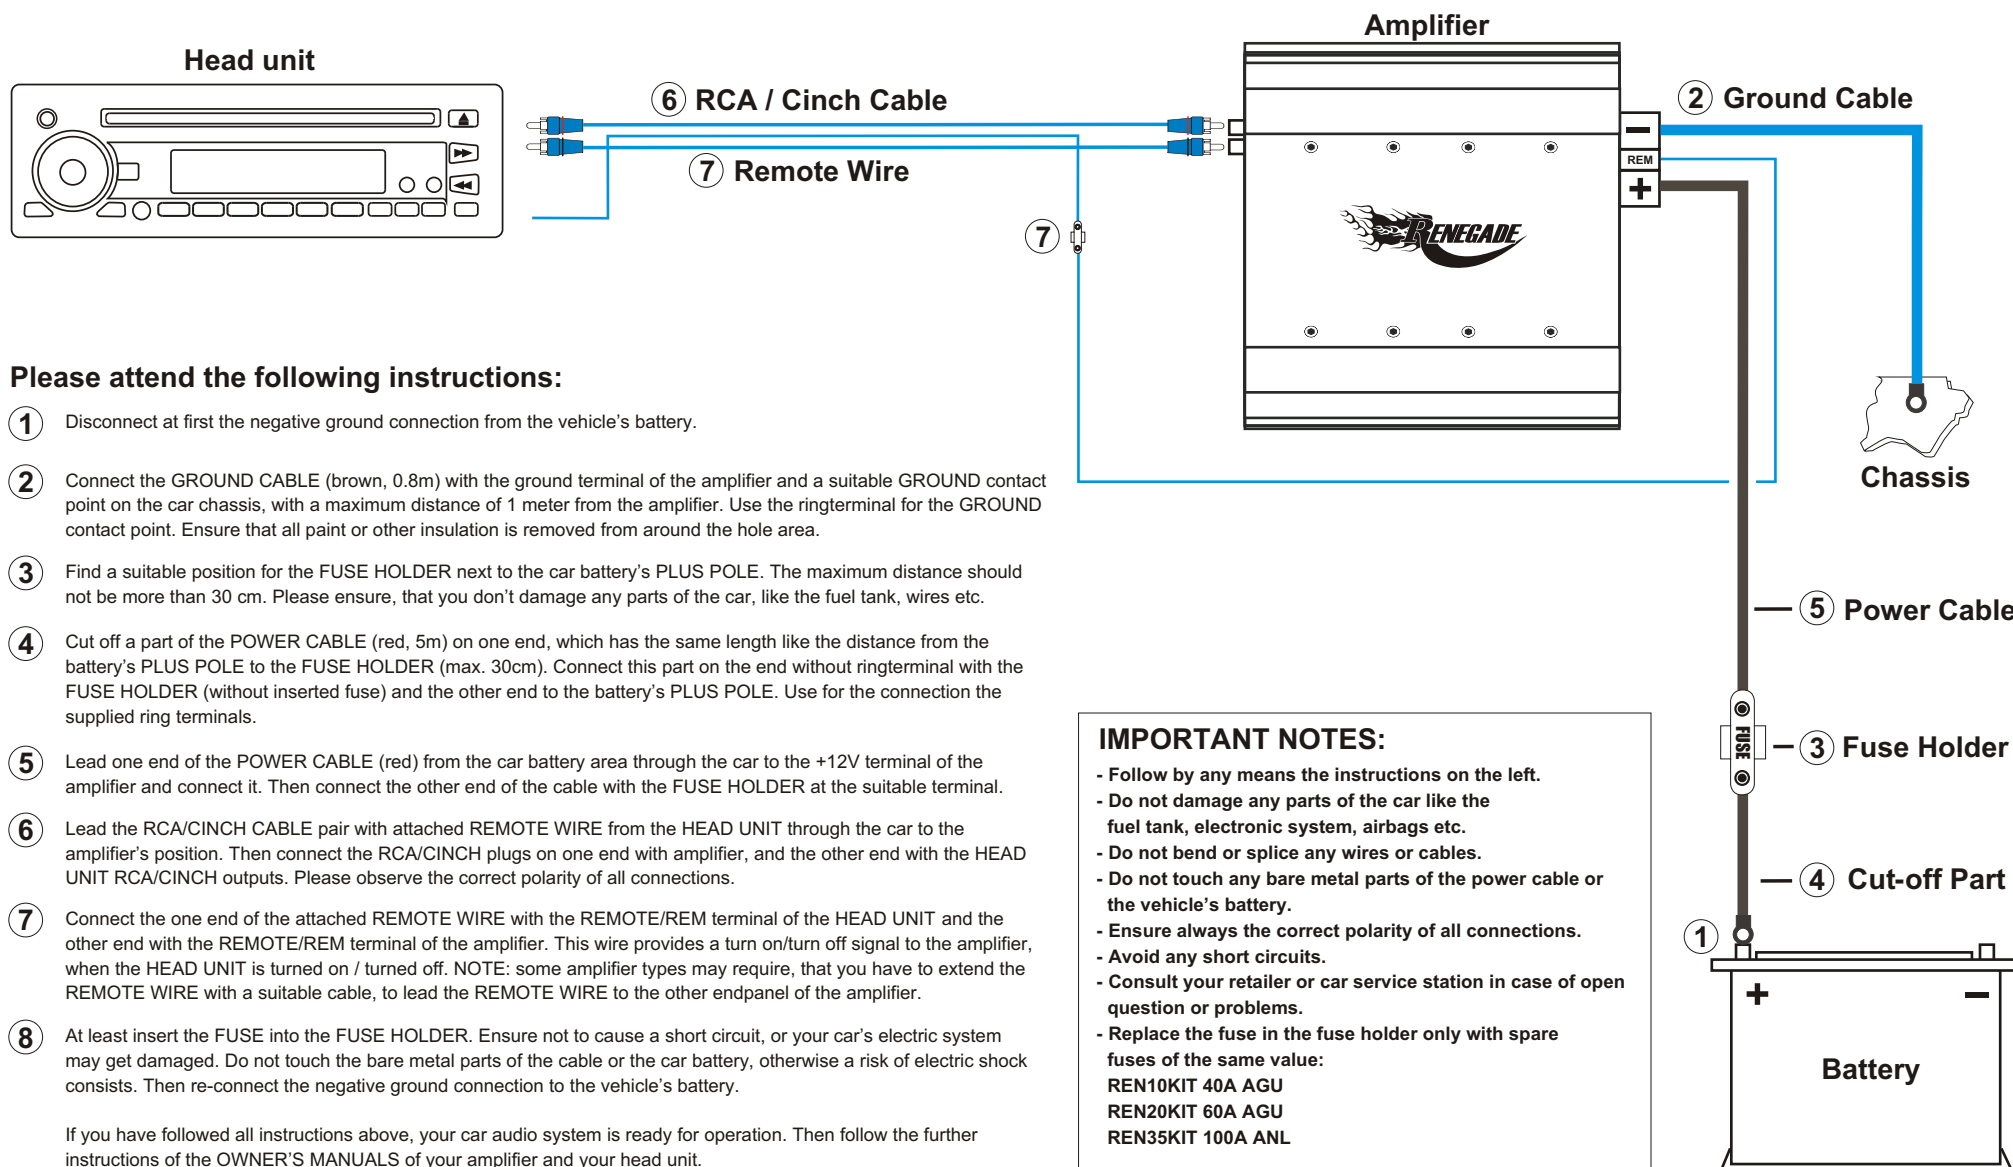 Amplifier
Head unit
6 RCA / Cinch Cable
2 Ground Cable
7 Remote Wire
−
REM
+
7
RENEGADE
Chassis
Please attend the following instructions:
1 Disconnect at first the negative ground connection from the vehicle’s battery.
2 Connect the GROUND CABLE (brown, 0.8m) with the ground terminal of the amplifier and a suitable GROUND contact
point on the car chassis, with a maximum distance of 1 meter from the amplifier. Use the ringterminal for the GROUND
contact point. Ensure that all paint or other insulation is removed from around the hole area.
3 Find a suitable position for the FUSE HOLDER next to the car battery’s PLUS POLE. The maximum distance should
not be more than 30 cm. Please ensure, that you don’t damage any parts of the car, like the fuel tank, wires etc.
4 Cut off a part of the POWER CABLE (red, 5m) on one end, which has the same length like the distance from the
battery’s PLUS POLE to the FUSE HOLDER (max. 30cm). Connect this part on the end without ringterminal with the
FUSE HOLDER (without inserted fuse) and the other end to the battery’s PLUS POLE. Use for the connection the
supplied ring terminals.
5 Lead one end of the POWER CABLE (red) from the car battery area through the car to the +12V terminal of the
amplifier and connect it. Then connect the other end of the cable with the FUSE HOLDER at the suitable terminal.
6 Lead the RCA/CINCH CABLE pair with attached REMOTE WIRE from the HEAD UNIT through the car to the
amplifier’s position. Then connect the RCA/CINCH plugs on one end with amplifier, and the other end with the HEAD
UNIT RCA/CINCH outputs. Please observe the correct polarity of all connections.
7 Connect the one end of the attached REMOTE WIRE with the REMOTE/REM terminal of the HEAD UNIT and the
other end with the REMOTE/REM terminal of the amplifier. This wire provides a turn on/turn off signal to the amplifier,
when the HEAD UNIT is turned on / turned off. NOTE: some amplifier types may require, that you have to extend the
REMOTE WIRE with a suitable cable, to lead the REMOTE WIRE to the other endpanel of the amplifier.
8 At least insert the FUSE into the FUSE HOLDER. Ensure not to cause a short circuit, or your car’s electric system
may get damaged. Do not touch the bare metal parts of the cable or the car battery, otherwise a risk of electric shock
consists. Then re-connect the negative ground connection to the vehicle’s battery.
If you have followed all instructions above, your car audio system is ready for operation. Then follow the further
instructions of the OWNER’S MANUALS of your amplifier and your head unit.
IMPORTANT NOTES:
- Follow by any means the instructions on the left.
- Do not damage any parts of the car like the
fuel tank, electronic system, airbags etc.
- Do not bend or splice any wires or cables.
- Do not touch any bare metal parts of the power cable or
the vehicle’s battery.
- Ensure always the correct polarity of all connections.
- Avoid any short circuits.
- Consult your retailer or car service station in case of open
question or problems.
- Replace the fuse in the fuse holder only with spare
fuses of the same value:
REN10KIT 40A AGU
REN20KIT 60A AGU
REN35KIT 100A ANL
5 Power Cable
FUSE
3 Fuse Holder
4 Cut-off Part
1
+ −
Battery